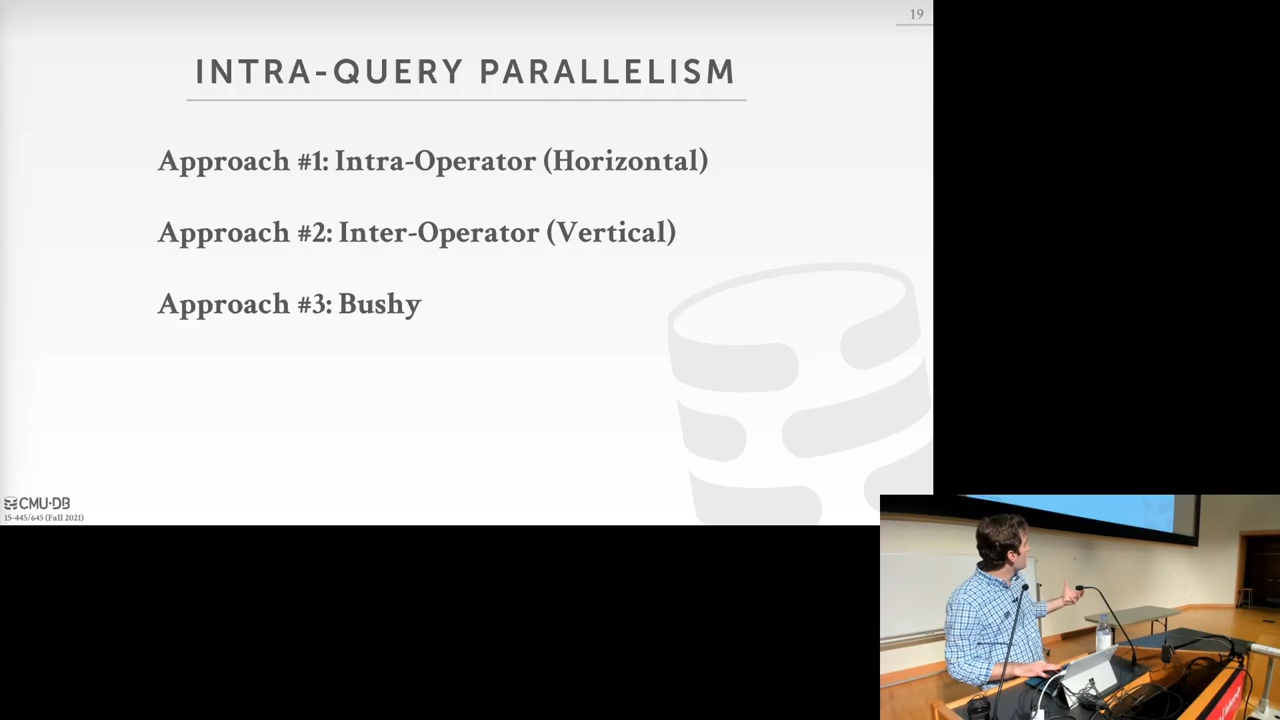 19
INTRA-QUERY PARALLELISM
Approach #1: Intra-Operator (Horizontal)
Approach #2: Inter-Operator (Vertical)
Approach #3: Bushy
CMU·DB
15-445/645 (Fall 2021)